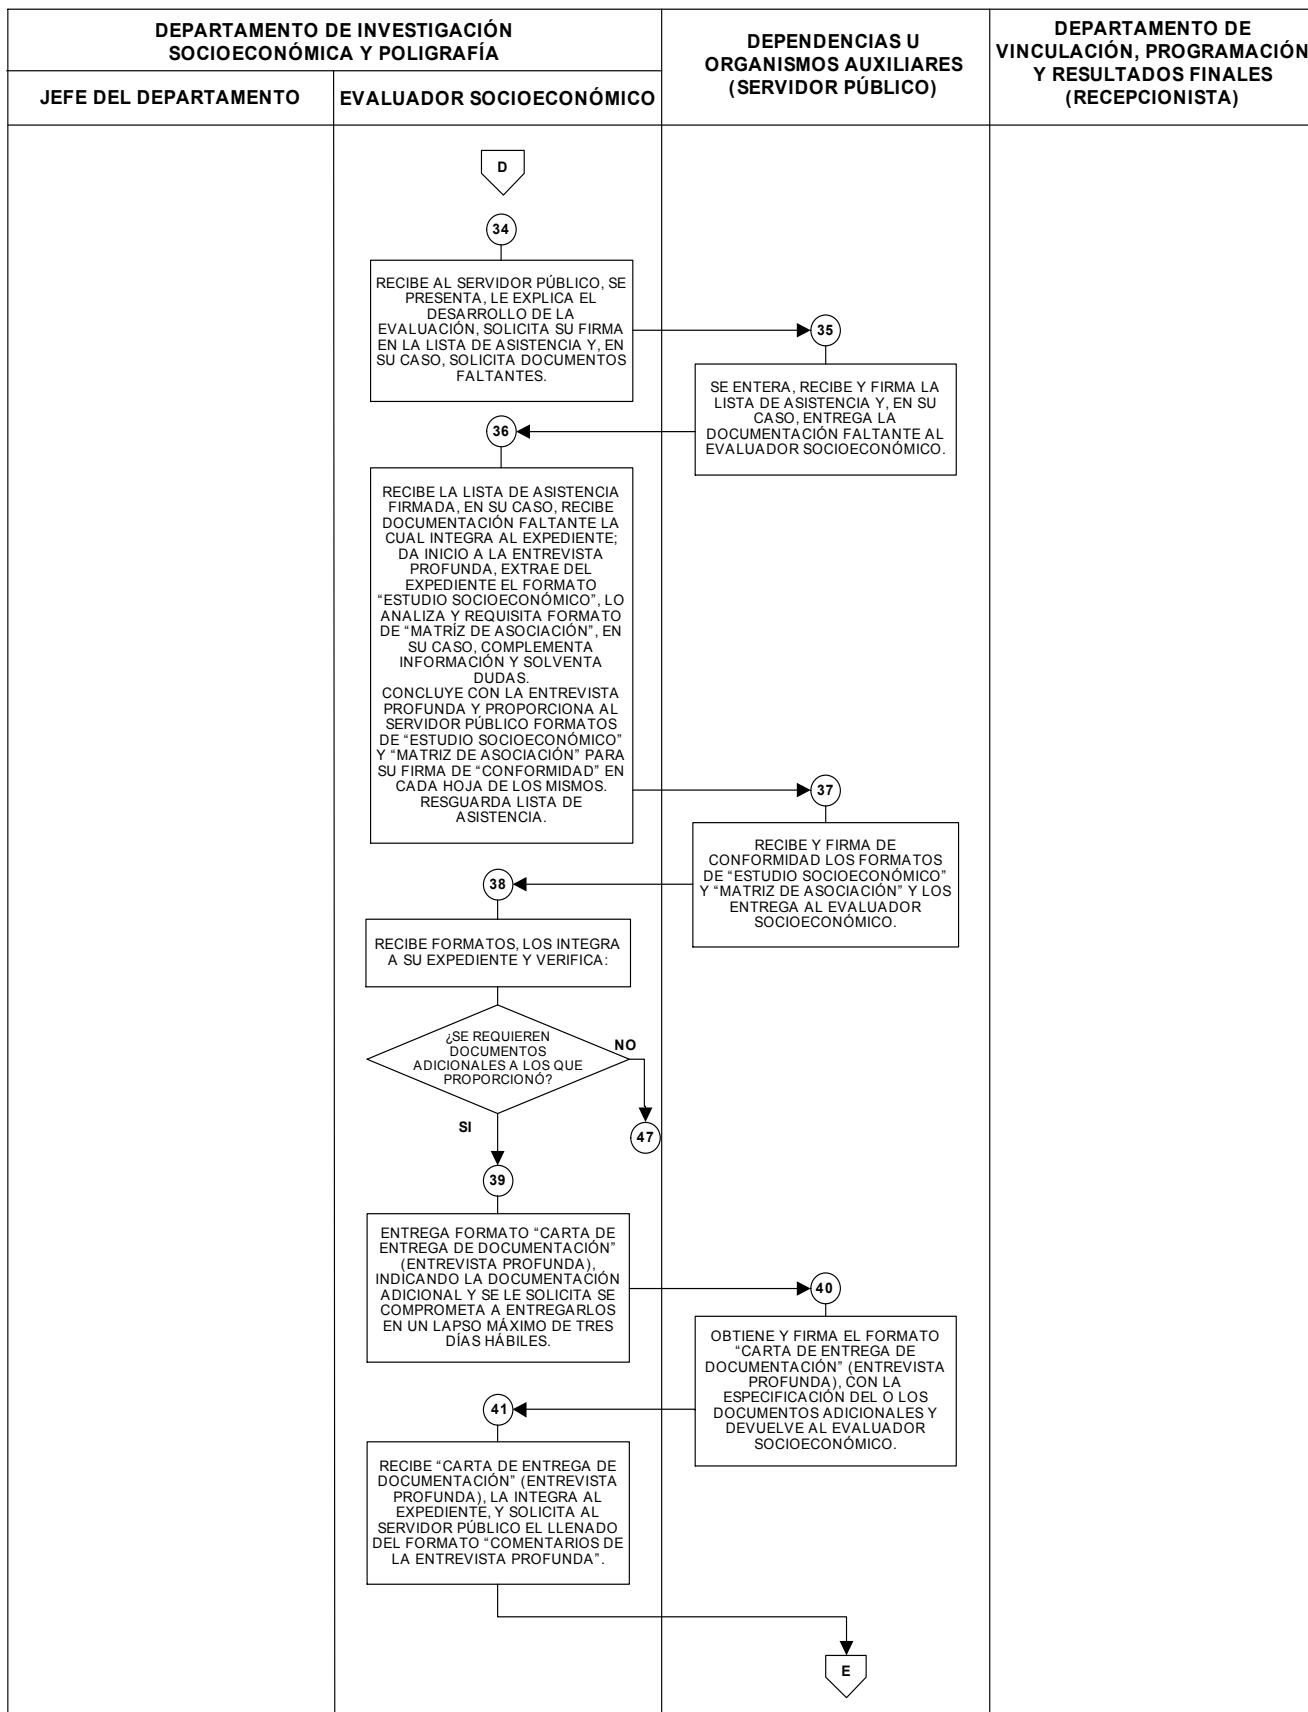 DEPARTAMENTO DE INVESTIGACIÓN
SOCIOECONÓMICA Y POLIGRAFÍA
JEFE DEL DEPARTAMENTO
EVALUADOR SOCIOECONÓMICO
DEPENDENCIAS U
ORGANISMOS AUXILIARES
(SERVIDOR PÚBLICO)
DEPARTAMENTO DE
VINCULACIÓN, PROGRAMACIÓN
Y RESULTADOS FINALES
(RECEPCIONISTA)
D
34
RECIBE AL SERVIDOR PÚBLICO, SE
PRESENTA, LE EXPLICA EL
DESARROLLO DE LA
EVALUACIÓN, SOLICITA SU FIRMA
EN LA LISTA DE ASISTENCIA Y, EN
SU CASO, SOLICITA DOCUMENTOS
FALTANTES.
35
SE ENTERA, RECIBE Y FIRMA LA
LISTA DE ASISTENCIA Y, EN SU
CASO, ENTREGA LA
DOCUMENTACIÓN FALTANTE AL
EVALUADOR SOCIOECONÓMICO.
36
RECIBE LA LISTA DE ASISTENCIA
FIRMADA, EN SU CASO, RECIBE
DOCUMENTACIÓN FALTANTE LA
CUAL INTEGRA AL EXPEDIENTE;
DA INICIO A LA ENTREVISTA
PROFUNDA, EXTRAE DEL
EXPEDIENTE EL FORMATO
“ESTUDIO SOCIOECONÓMICO”, LO
ANALIZA Y REQUISITA FORMATO
DE “MATRÍZ DE ASOCIACIÓN”, EN
SU CASO, COMPLEMENTA
INFORMACIÓN Y SOLVENTA
DUDAS.
CONCLUYE CON LA ENTREVISTA
PROFUNDA Y PROPORCIONA AL
SERVIDOR PÚBLICO FORMATOS
DE “ESTUDIO SOCIOECONÓMICO”
Y “MATRIZ DE ASOCIACIÓN” PARA
SU FIRMA DE “CONFORMIDAD” EN
CADA HOJA DE LOS MISMOS.
RESGUARDA LISTA DE
ASISTENCIA.
37
RECIBE Y FIRMA DE
CONFORMIDAD LOS FORMATOS
DE “ESTUDIO SOCIOECONÓMICO”
Y “MATRIZ DE ASOCIACIÓN” Y LOS
ENTREGA AL EVALUADOR
SOCIOECONÓMICO.
38
RECIBE FORMATOS, LOS INTEGRA
A SU EXPEDIENTE Y VERIFICA:
¿SE REQUIEREN
DOCUMENTOS
ADICIONALES A LOS QUE
PROPORCIONÓ?
NO
47
SI
39
ENTREGA FORMATO “CARTA DE
ENTREGA DE DOCUMENTACIÓN”
(ENTREVISTA PROFUNDA),
INDICANDO LA DOCUMENTACIÓN
ADICIONAL Y SE LE SOLICITA SE
COMPROMETA A ENTREGARLOS
EN UN LAPSO MÁXIMO DE TRES
DÍAS HÁBILES.
40
OBTIENE Y FIRMA EL FORMATO
“CARTA DE ENTREGA DE
DOCUMENTACIÓN” (ENTREVISTA
PROFUNDA), CON LA
ESPECIFICACIÓN DEL O LOS
DOCUMENTOS ADICIONALES Y
DEVUELVE AL EVALUADOR
SOCIOECONÓMICO.
41
RECIBE “CARTA DE ENTREGA DE
DOCUMENTACIÓN” (ENTREVISTA
PROFUNDA), LA INTEGRA AL
EXPEDIENTE, Y SOLICITA AL
SERVIDOR PÚBLICO EL LLENADO
DEL FORMATO “COMENTARIOS DE
LA ENTREVISTA PROFUNDA”.
E